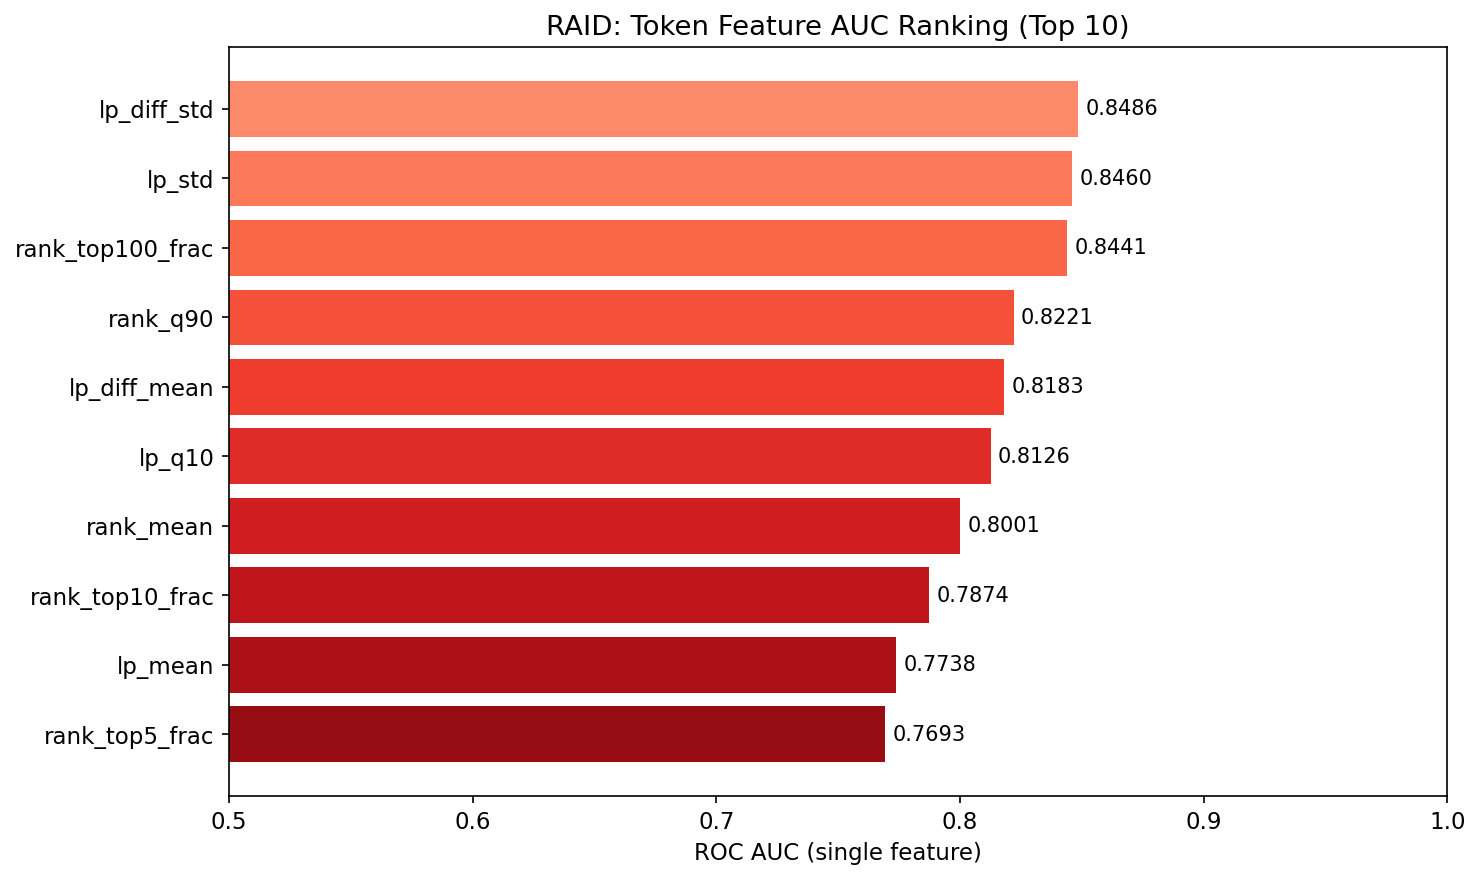 RAID: Token Feature AUC Ranking (Top 10)
lp_diff_std 0.8486
lp_std 0.8460
rank_top100_frac 0.8441
rank_q90 0.8221
lp_diff_mean 0.8183
lp_q10 0.8126
rank_mean 0.8001
rank_top10_frac 0.7874
lp_mean 0.7738
rank_top5_frac 0.7693
0.5 0.6 0.7 0.8 0.9 1.0
ROC AUC (single feature)